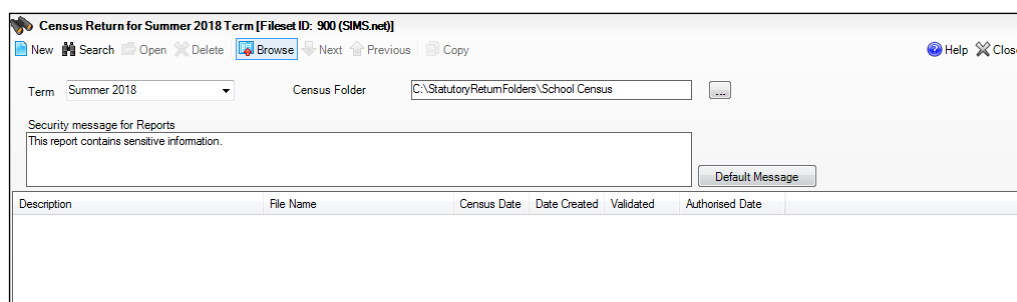 Census Return for Summer 2018 Term [Fileset ID: 900 (SIMS.net)]
New Search Open Delete Browse Next Previous Copy Help Close
Term Summer 2018 Census Folder C:\StatutoryReturnFolders\School Census ...
Security message for Reports
This report contains sensitive information.
Default Message
Description File Name Census Date Date Created Validated Authorised Date